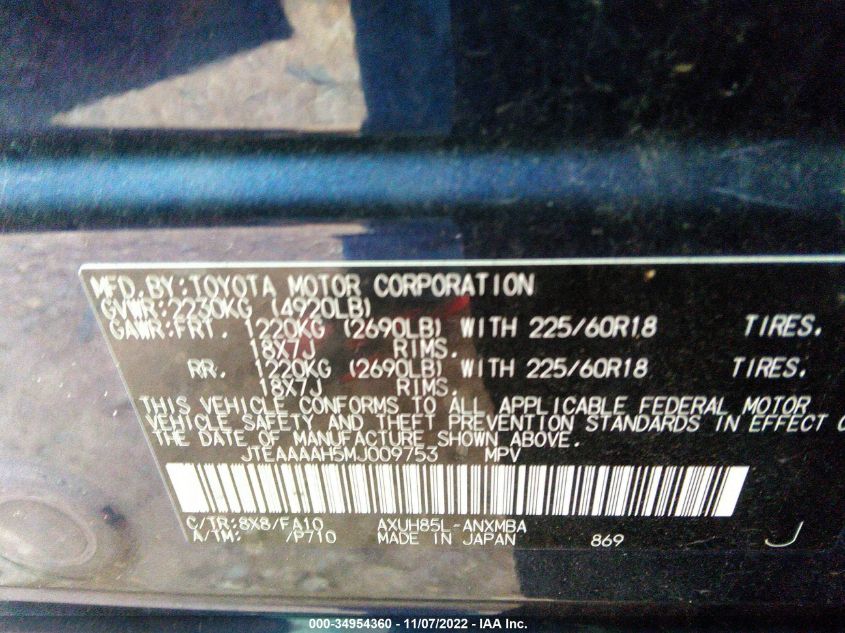 MFD. BY: TOYOTA MOTOR CORPORATION
GVWR: 2230KG (4920LB)
GAWR: FRT. 1220KG (2690LB) WITH 225/60R18 TIRES.
18X7J RIMS.
RR. 1220KG (2690LB) WITH 225/60R18 TIRES.
18X7J RIMS.
THIS VEHICLE CONFORMS TO ALL APPLICABLE FEDERAL MOTOR
VEHICLE SAFETY AND THEFT PREVENTION STANDARDS IN EFFECT
THE DATE OF MANUFACTURE SHOWN ABOVE.
JTEAAAAH5MJ009753 MPV
C/TR: 8X8/FA10 AXUH85L-ANXMBA
A/TM: /P710 MADE IN JAPAN 869 J
000-34954360 - 11/07/2022 - IAA Inc.